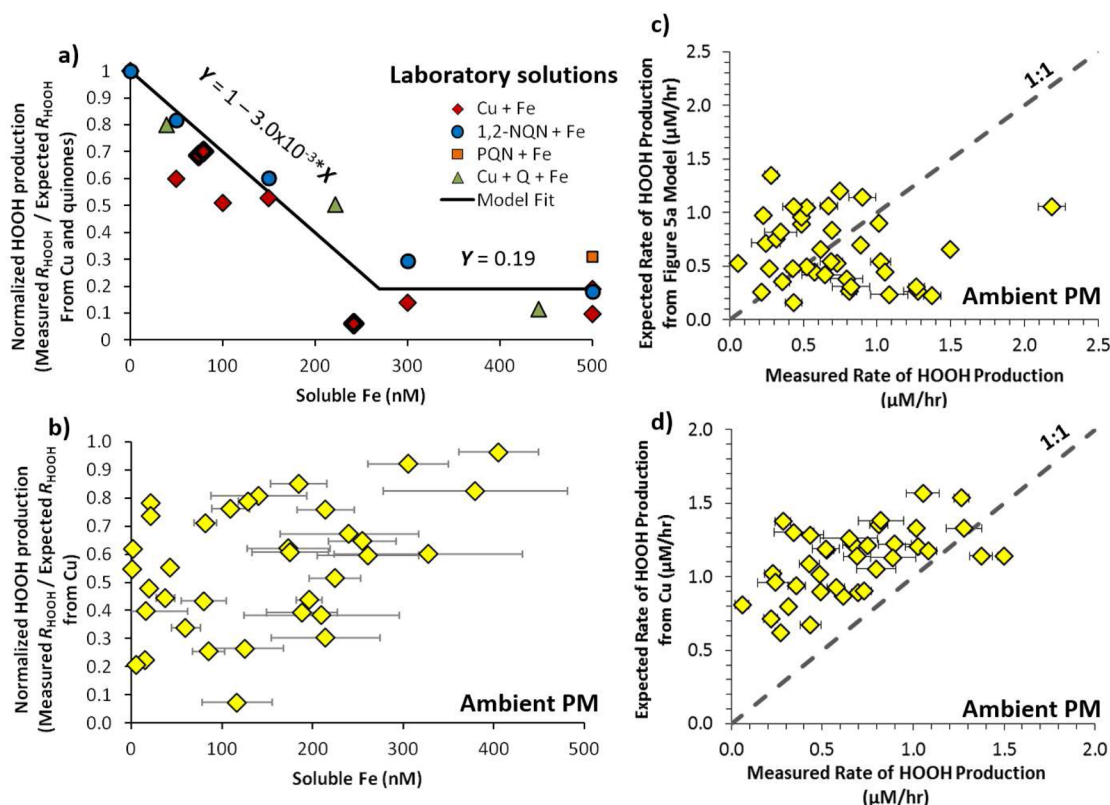 a)
Normalized HOOH production
(Measured RHOOH / Expected RHOOH
From Cu and quinones)
1
0.9
0.8
0.7
0.6
0.5
0.4
0.3
0.2
0.1
0
Y = 1 – 3.0x10-3*X
Laboratory solutions
Cu + Fe
1,2-NQN + Fe
PQN + Fe
Cu + Q + Fe
Model Fit
Y = 0.19
0 100 200 300 400 500
Soluble Fe (nM)
b)
Normalized HOOH production
(Measured RHOOH / Expected RHOOH
from Cu)
1.0
0.9
0.8
0.7
0.6
0.5
0.4
0.3
0.2
0.1
0.0
Ambient PM
0 100 200 300 400 500
Soluble Fe (nM)
c)
Expected Rate of HOOH Production
from Figure 5a Model (µM/hr)
2.5
2.0
1.5
1.0
0.5
0.0
1:1
Ambient PM
0.0 0.5 1.0 1.5 2.0 2.5
Measured Rate of HOOH Production
(µM/hr)
d)
Expected Rate of HOOH Production
from Cu (µM/hr)
2.0
1.5
1.0
0.5
0.0
1:1
Ambient PM
0.0 0.5 1.0 1.5 2.0
Measured Rate of HOOH Production
(µM/hr)